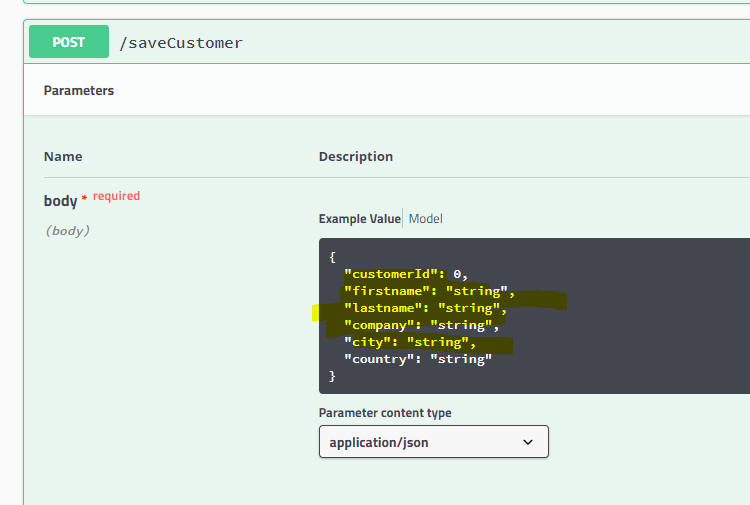 POST /saveCustomer
Parameters
Name Description
body * required
(body)
Example Value Model
{
"customerId": 0,
"firstname": "string",
"lastname": "string",
"company": "string",
"city": "string",
"country": "string"
}
Parameter content type
application/json